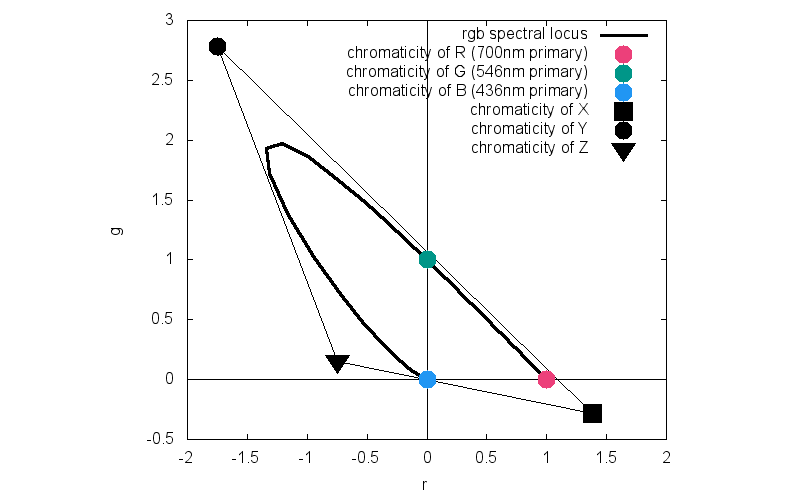 rgb spectral locus
chromaticity of R (700nm primary)
chromaticity of G (546nm primary)
chromaticity of B (436nm primary)
chromaticity of X
chromaticity of Y
chromaticity of Z
3
2.5
2
1.5
1
0.5
0
-0.5
g
-2 -1.5 -1 -0.5 0 0.5 1 1.5 2
r